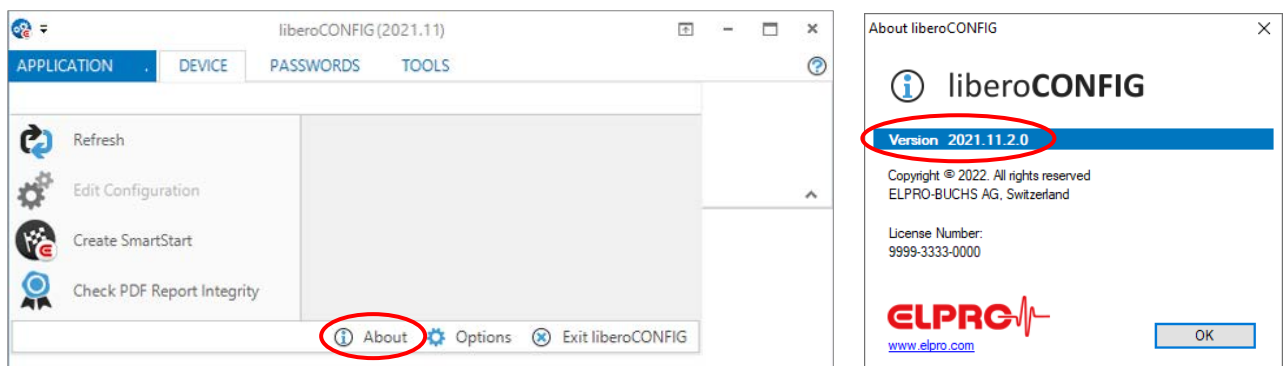 liberoCONFIG (2021.11)
APPLICATION . DEVICE PASSWORDS TOOLS
Refresh
Edit Configuration
Create SmartStart
Check PDF Report Integrity
About Options Exit liberoCONFIG
About liberoCONFIG
liberoCONFIG
Version 2021.11.2.0
Copyright © 2022. All rights reserved
ELPRO-BUCHS AG, Switzerland
License Number:
9999-3333-0000
ELPRO
www.elpro.com
OK